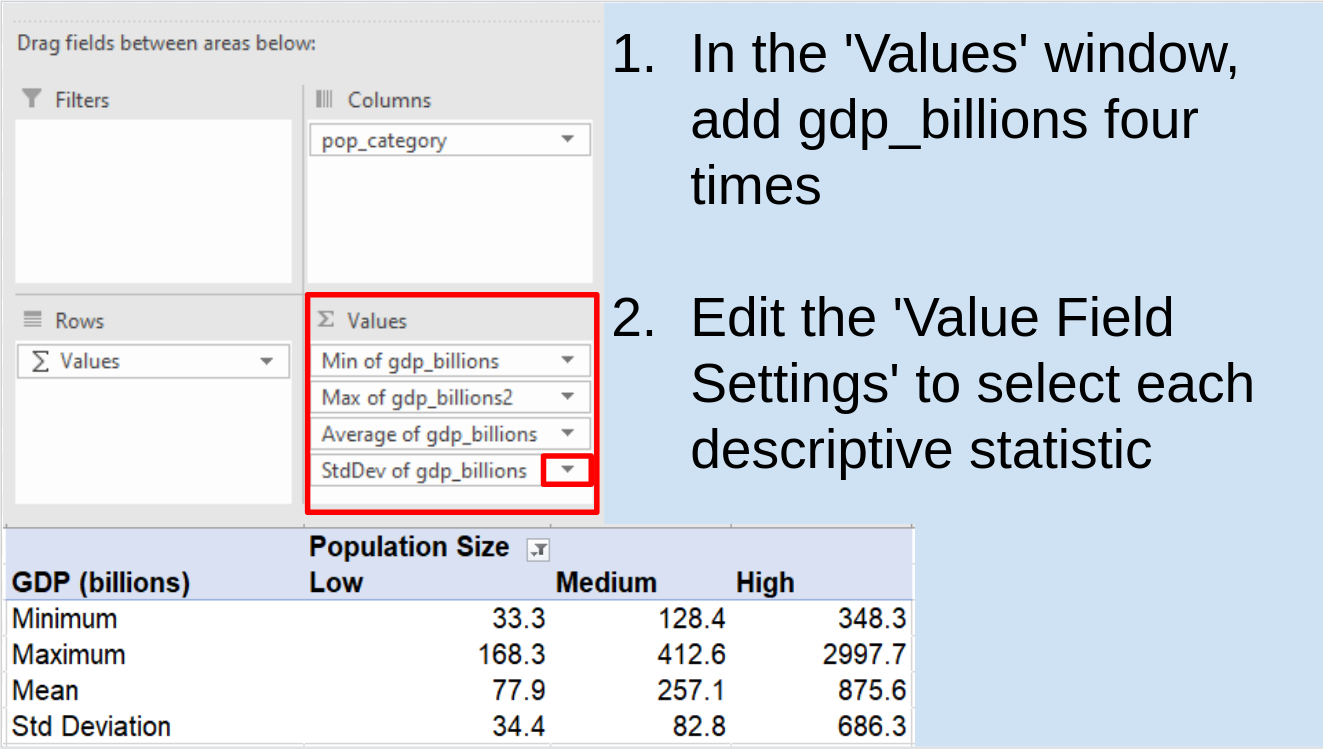 Drag fields between areas below:
Filters
Columns
pop_category
Rows
Σ Values
Σ Values
Min of gdp_billions
Max of gdp_billions2
Average of gdp_billions
StdDev of gdp_billions
1. In the 'Values' window,
add gdp_billions four
times
2. Edit the 'Value Field
Settings' to select each
descriptive statistic
Population Size
GDP (billions) Low Medium High
Minimum 33.3 128.4 348.3
Maximum 168.3 412.6 2997.7
Mean 77.9 257.1 875.6
Std Deviation 34.4 82.8 686.3